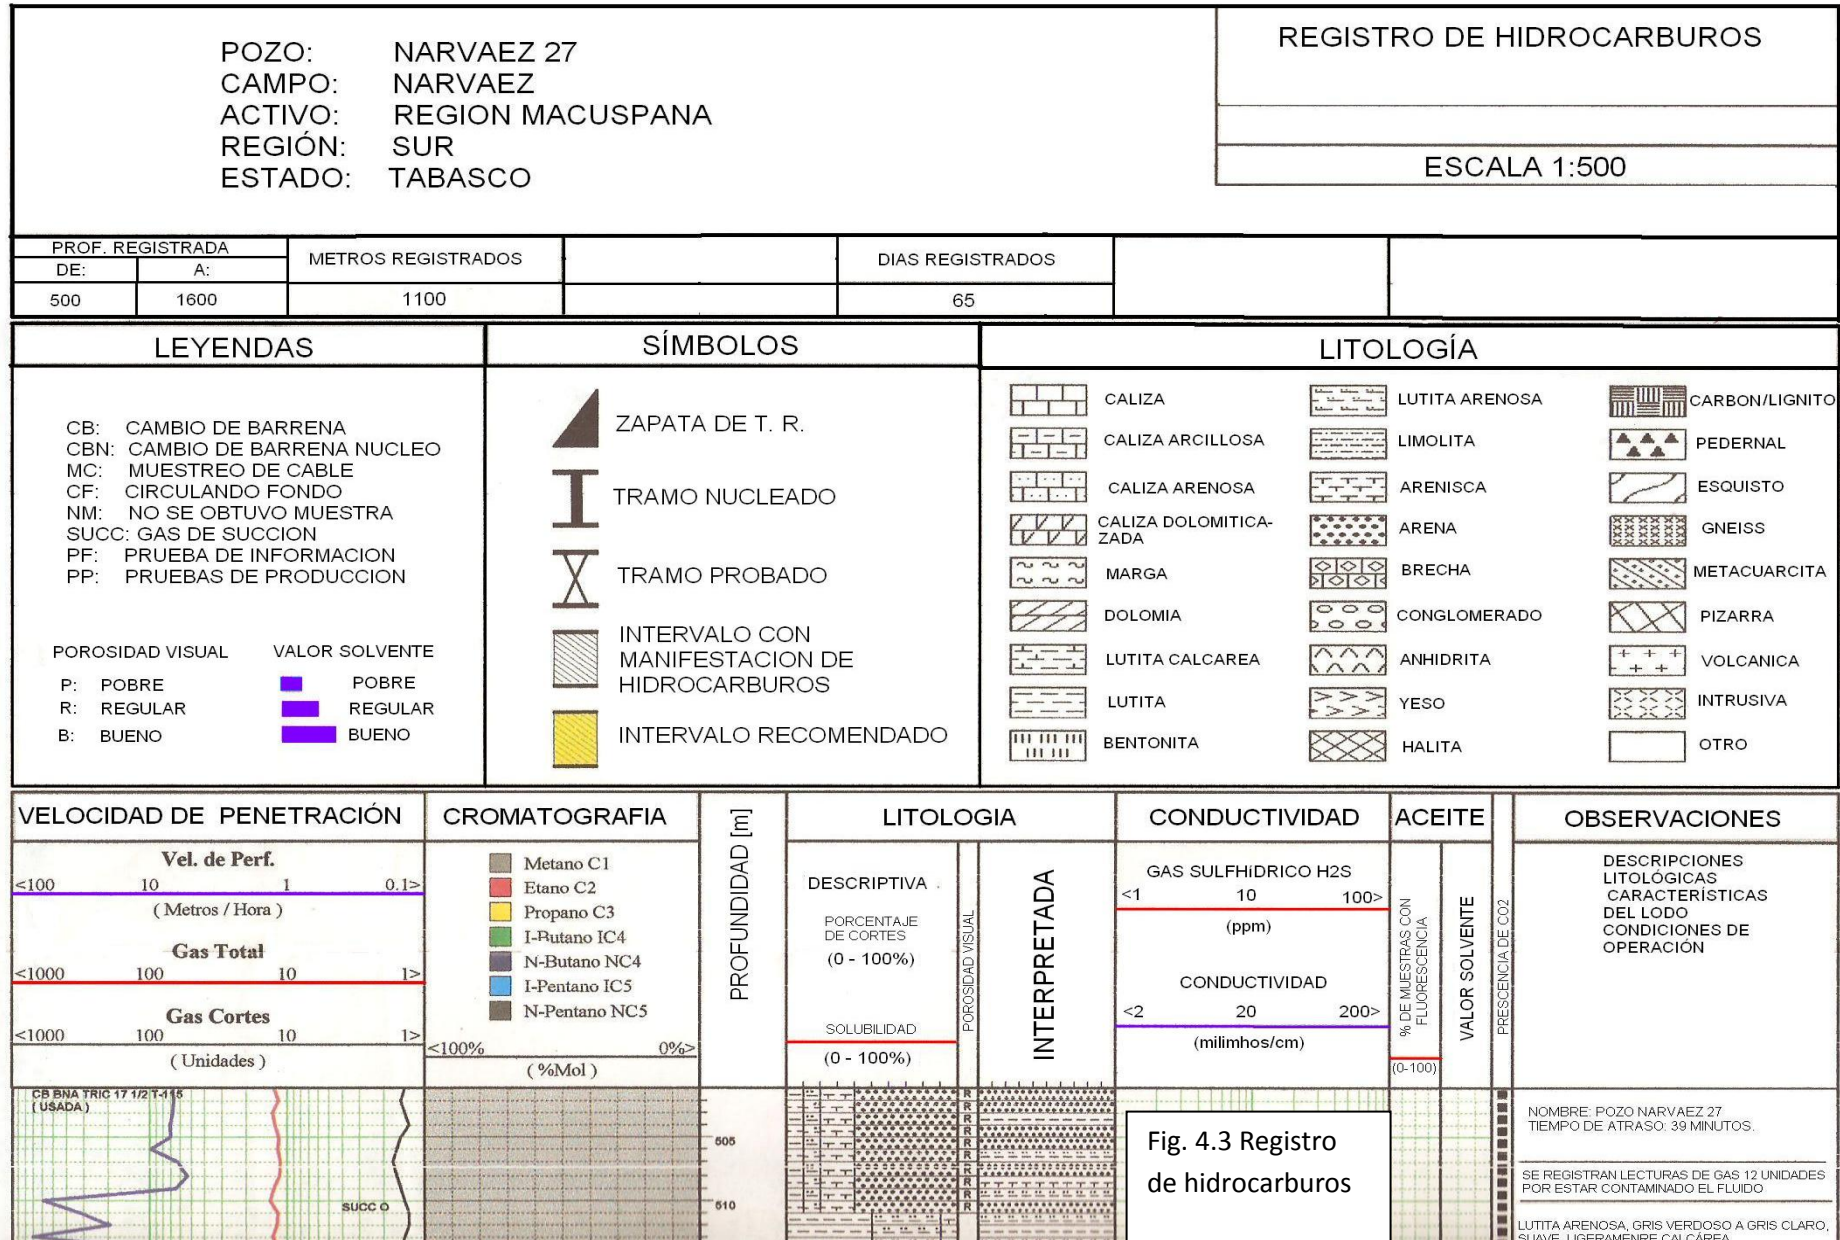 POZO: NARVAEZ 27
CAMPO: NARVAEZ
ACTIVO: REGION MACUSPANA
REGIÓN: SUR
ESTADO: TABASCO
REGISTRO DE HIDROCARBUROS
ESCALA 1:500
PROF. REGISTRADA
DE: A:
500 1600
METROS REGISTRADOS
1100
DIAS REGISTRADOS
65
LEYENDAS
CB: CAMBIO DE BARRENA
CBN: CAMBIO DE BARRENA NUCLEO
MC: MUESTREO DE CABLE
CF: CIRCULANDO FONDO
NM: NO SE OBTUVO MUESTRA
SUCC: GAS DE SUCCION
PF: PRUEBA DE INFORMACION
PP: PRUEBAS DE PRODUCCION
POROSIDAD VISUAL
P: POBRE
R: REGULAR
B: BUENO
VALOR SOLVENTE
POBRE
REGULAR
BUENO
SÍMBOLOS
ZAPATA DE T. R.
TRAMO NUCLEADO
TRAMO PROBADO
INTERVALO CON
MANIFESTACION DE
HIDROCARBUROS
INTERVALO RECOMENDADO
LITOLOGÍA
CALIZA
CALIZA ARCILLOSA
CALIZA ARENOSA
CALIZA DOLOMITICA-
ZADA
MARGA
DOLOMIA
LUTITA CALCAREA
LUTITA
BENTONITA
LUTITA ARENOSA
LIMOLITA
ARENISCA
ARENA
BRECHA
CONGLOMERADO
ANHIDRITA
YESO
HALITA
CARBON/LIGNITO
PEDERNAL
ESQUISTO
GNEISS
METACUARCITA
PIZARRA
VOLCANICA
INTRUSIVA
OTRO
VELOCIDAD DE PENETRACIÓN
Vel. de Perf.
<100 10 1 0.1>
( Metros / Hora )
Gas Total
<1000 100 10 1>
Gas Cortes
<1000 100 10 1>
( Unidades )
CROMATOGRAFIA
Metano C1
Etano C2
Propano C3
I-Butano IC4
N-Butano NC4
I-Pentano IC5
N-Pentano NC5
<100% 0%>
( %Mol )
PROFUNDIDAD [m]
LITOLOGIA
DESCRIPTIVA .
PORCENTAJE
DE CORTES
(0 - 100%)
SOLUBILIDAD
(0 - 100%)
POROSIDAD VISUAL
INTERPRETADA
CONDUCTIVIDAD
GAS SULFHíDRICO H2S
<1 10 100>
(ppm)
CONDUCTIVIDAD
<2 20 200>
(milimhos/cm)
ACEITE
% DE MUESTRAS CON
FLUORESCENCIA
(0-100)
VALOR SOLVENTE
PRESCENCIA DE CO2
OBSERVACIONES
DESCRIPCIONES
LITOLÓGICAS
CARACTERÍSTICAS
DEL LODO
CONDICIONES DE
OPERACIÓN
CB BNA TRIC 17 1/2 T-115
( USADA )
SUCC O
505
510
R
R
R
R
R
R
R
R
R
R
Fig. 4.3 Registro
de hidrocarburos
NOMBRE: POZO NARVAEZ 27
TIEMPO DE ATRASO: 39 MINUTOS.
SE REGISTRAN LECTURAS DE GAS 12 UNIDADES
POR ESTAR CONTAMINADO EL FLUIDO
LUTITA ARENOSA, GRIS VERDOSO A GRIS CLARO,
SUAVE, LIGERAMENRE CALCÁREA